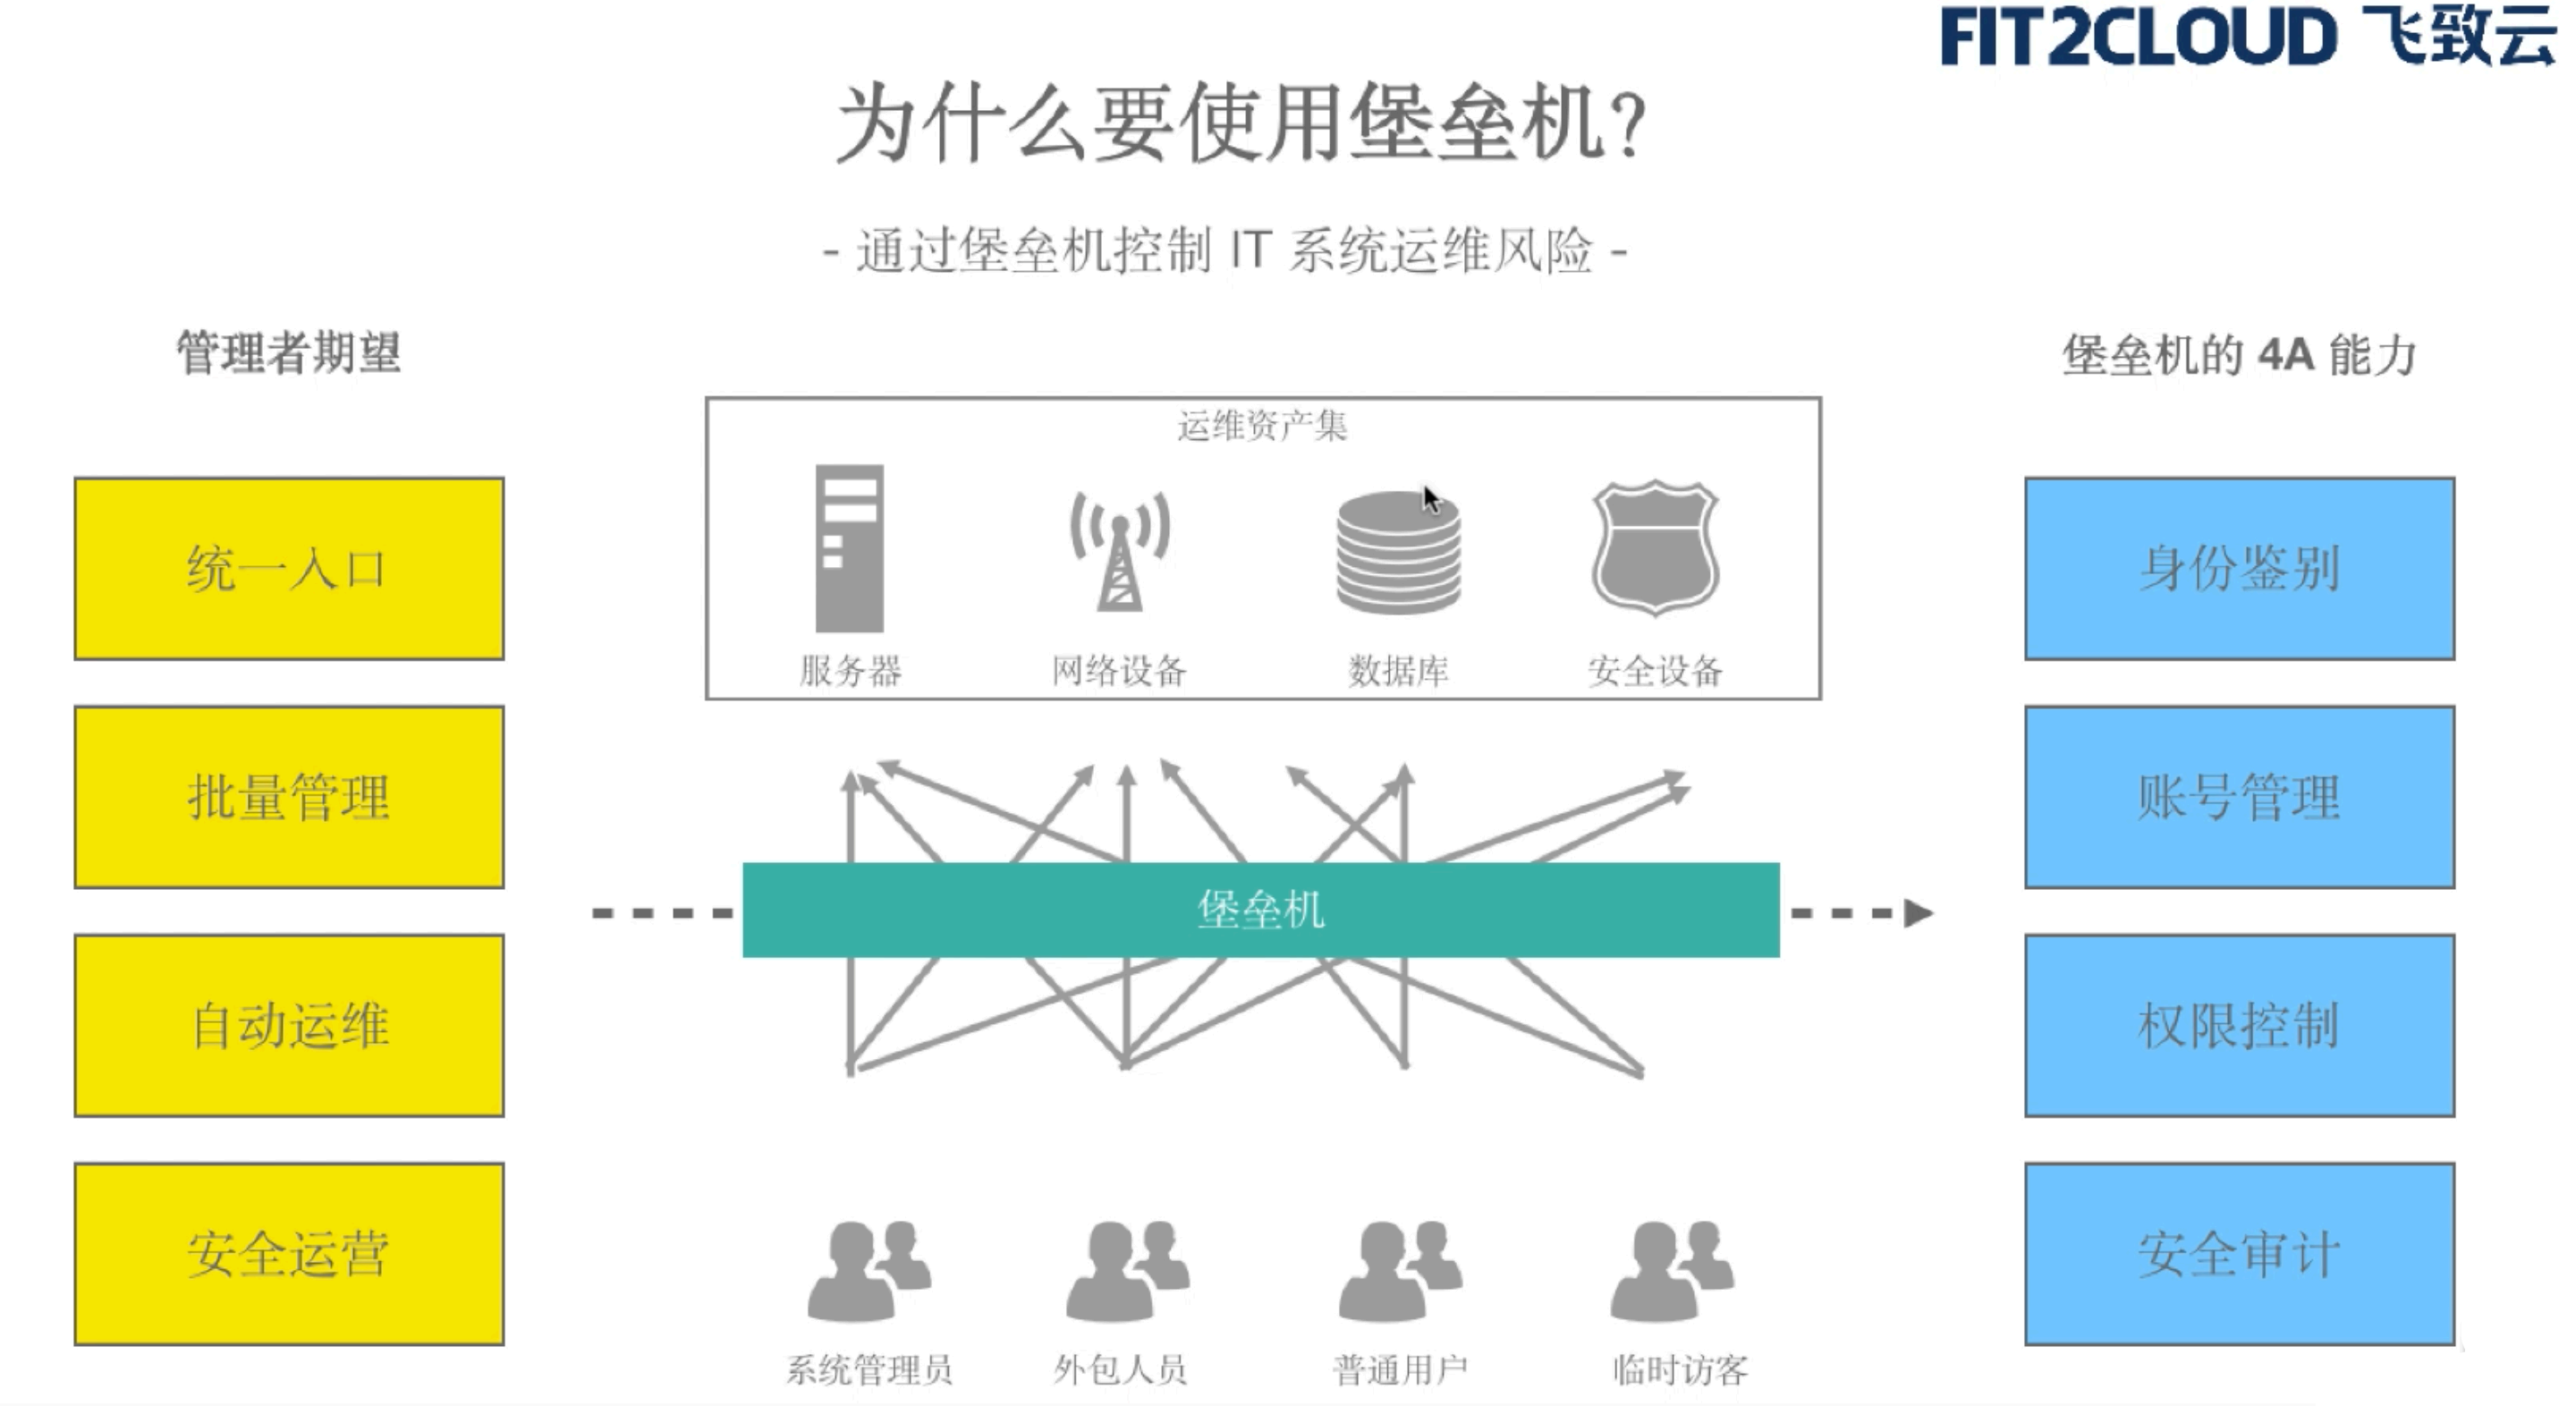 FIT2CLOUD 飞致云
为什么要使用堡垒机?
- 通过堡垒机控制 IT 系统运维风险 -
管理者期望
统一入口
批量管理
自动运维
安全运营
运维资产集
服务器 网络设备 数据库 安全设备
堡垒机
系统管理员 外包人员 普通用户 临时访客
堡垒机的 4A 能力
身份鉴别
账号管理
权限控制
安全审计